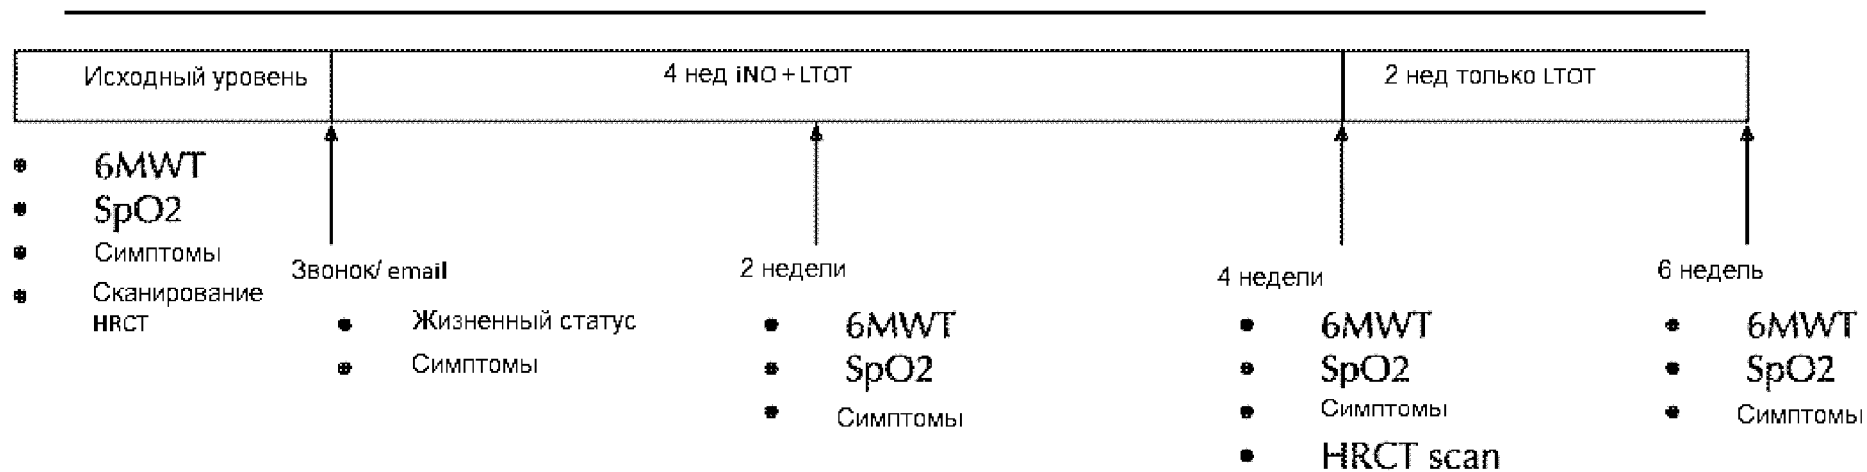 Исходный уровень
4 нед iNO + LTOT
2 нед только LTOT
• 6MWT
• SpO2
• Симптомы
• Сканирование
HRCT
Звонок/ email
• Жизненный статус
• Симптомы
2 недели
• 6MWT
• SpO2
• Симптомы
4 недели
• 6MWT
• SpO2
• Симптомы
• HRCT scan
6 недель
• 6MWT
• SpO2
• Симптомы